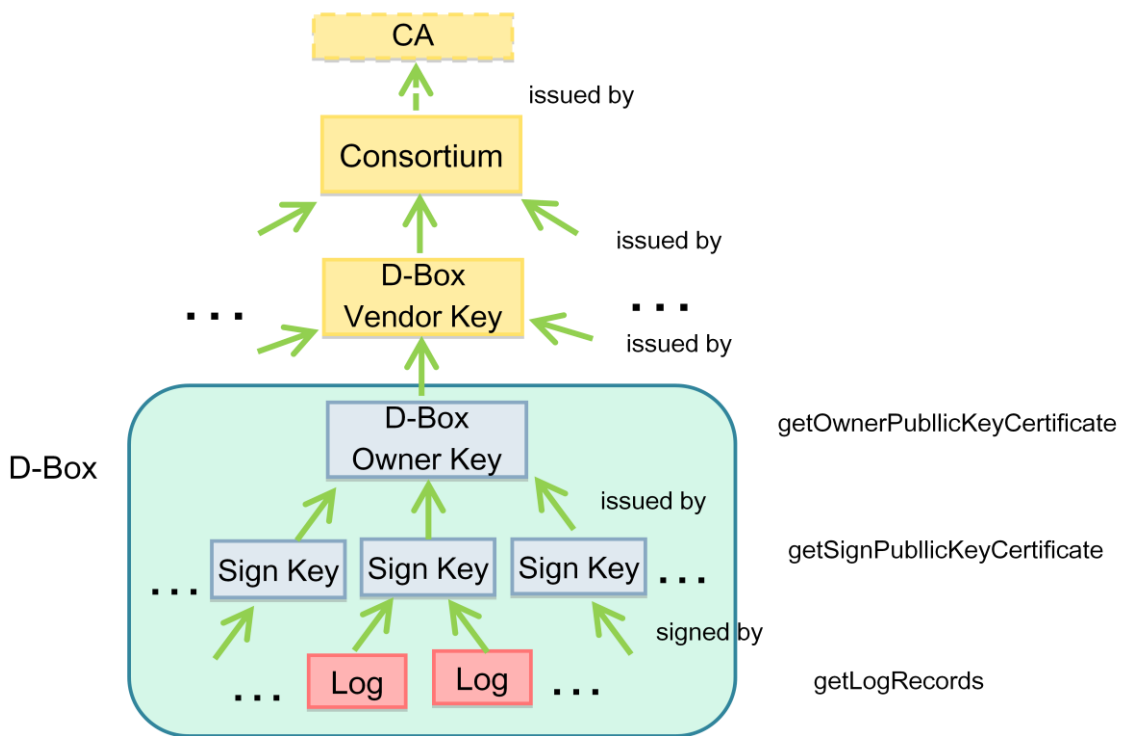 CA
issued by
Consortium
issued by
D-Box
Vendor Key
...
...
issued by
D-Box
Owner Key
getOwnerPubllicKeyCertificate
D-Box
issued by
getSignPubllicKeyCertificate
... Sign Key
Sign Key
Sign Key ...
signed by
... Log
Log ...
getLogRecords